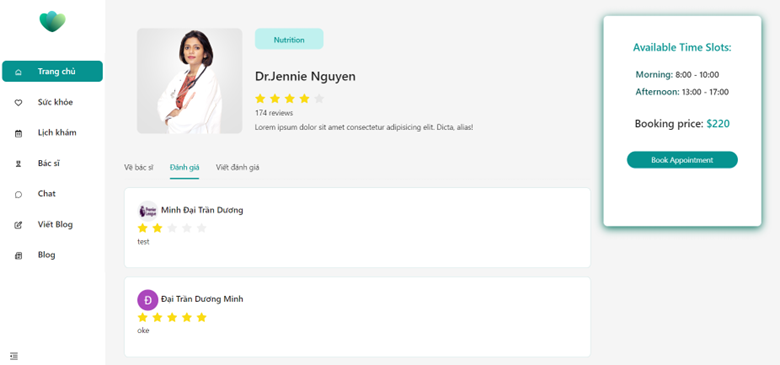 Trang chủ
Sức khỏe
Lịch khám
Bác sĩ
Chat
Viết Blog
Blog
Nutrition
Dr.Jennie Nguyen
174 reviews
Lorem ipsum dolor sit amet consectetur adipisicing elit. Dicta, alias!
Về bác sĩ
Đánh giá
Viết đánh giá
Minh Đại Trần Dương
test
Đ
Đại Trần Dương Minh
oke
Available Time Slots:
Morning: 8:00 - 10:00
Afternoon: 13:00 - 17:00
Booking price: $220
Book Appointment